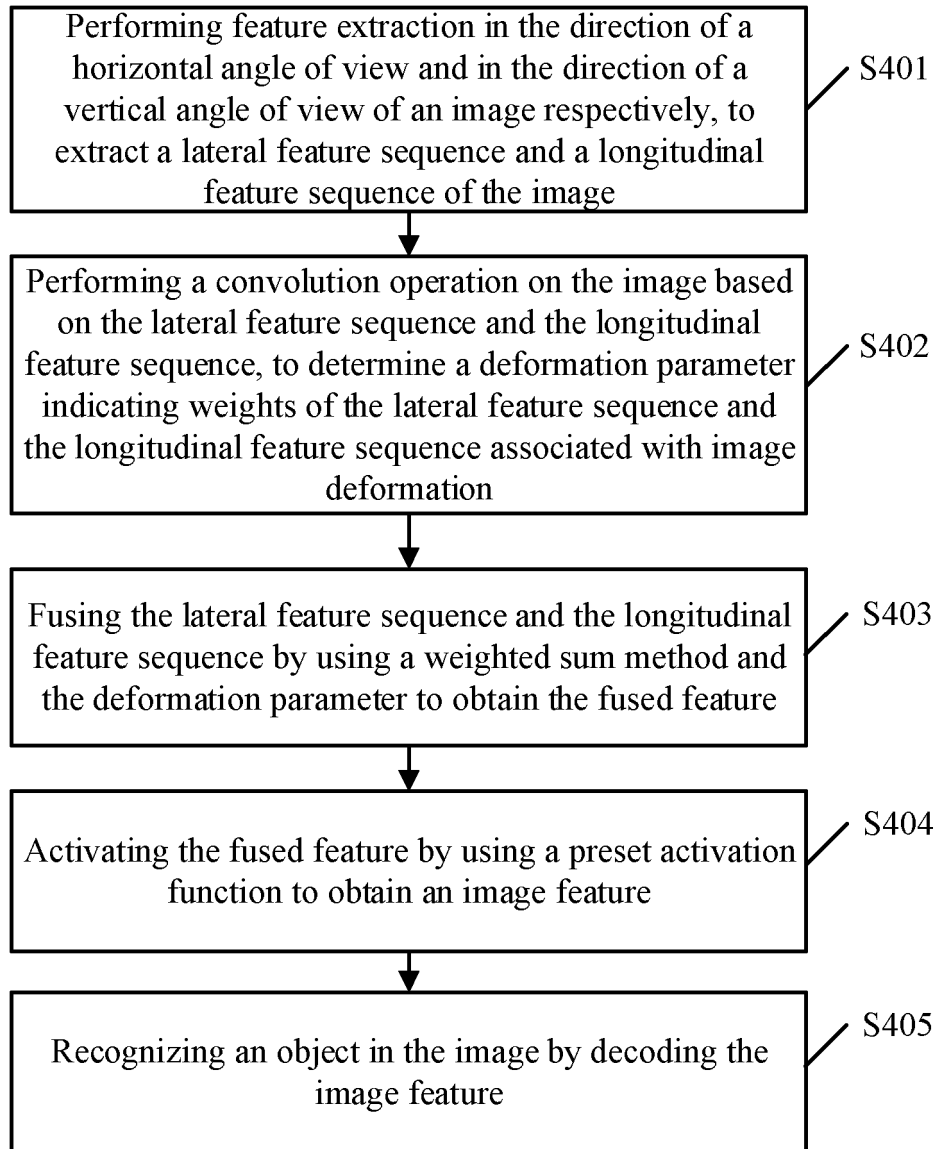 Performing feature extraction in the direction of a
horizontal angle of view and in the direction of a
vertical angle of view of an image respectively, to
extract a lateral feature sequence and a longitudinal
feature sequence of the image
S401
Performing a convolution operation on the image based
on the lateral feature sequence and the longitudinal
feature sequence, to determine a deformation parameter
indicating weights of the lateral feature sequence and
the longitudinal feature sequence associated with image
deformation
S402
Fusing the lateral feature sequence and the longitudinal
feature sequence by using a weighted sum method and
the deformation parameter to obtain the fused feature
S403
Activating the fused feature by using a preset activation
function to obtain an image feature
S404
Recognizing an object in the image by decoding the
image feature
S405